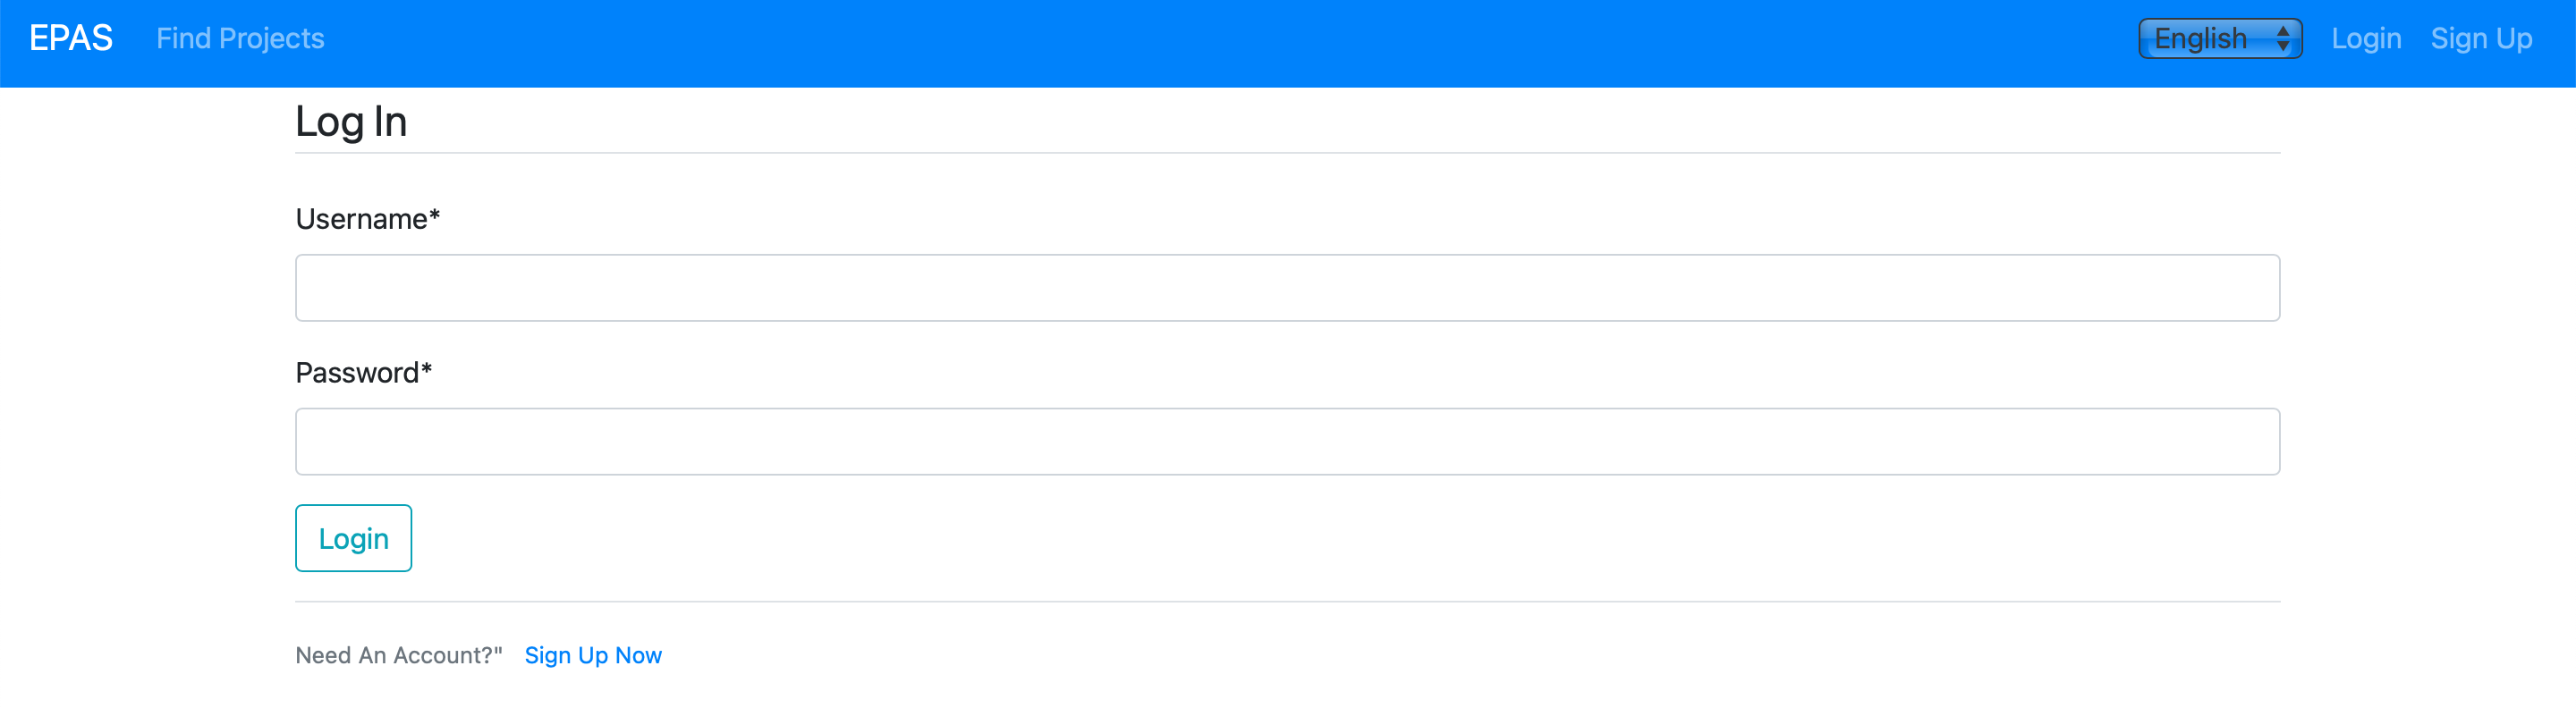 EPAS Find Projects English Login Sign Up
Log In
Username*
Password*
Login
Need An Account?" Sign Up Now